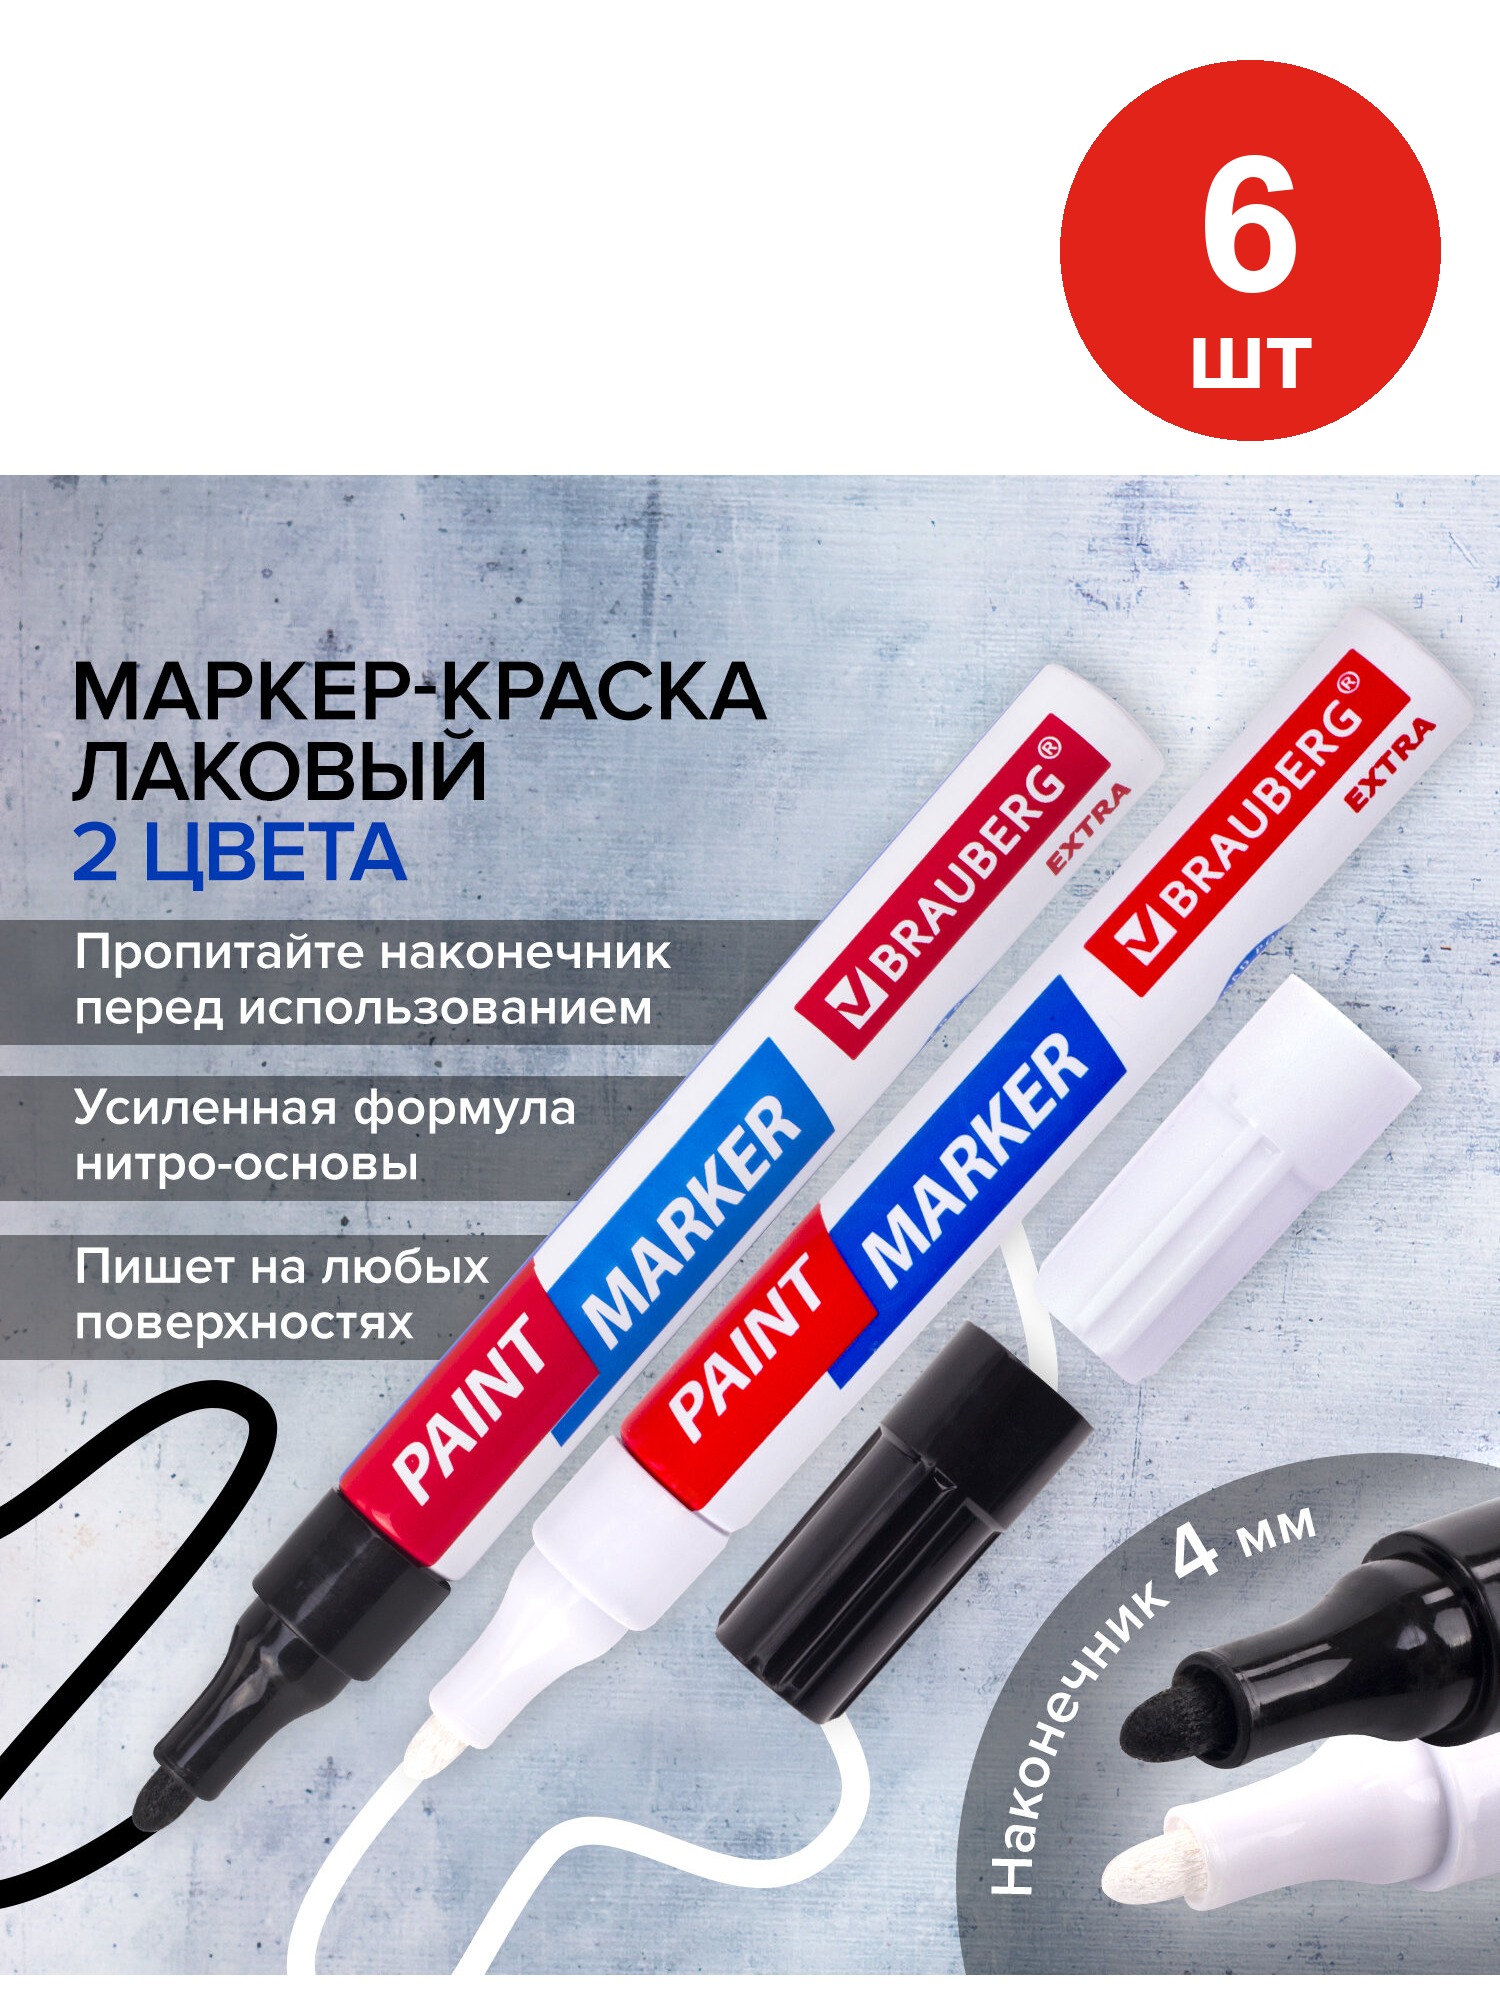 6
шт
МАРКЕР-КРАСКА
ЛАКОВЫЙ
2 ЦВЕТА
Пропитайте наконечник
перед использованием
Усиленная формула
нитро-основы
Пишет на любых
поверхностях
BRAUBERG®
EXTRA
PAINT
MARKER
BRAUBERG®
EXTRA
PAINT
MARKER
Наконечник 4 мм